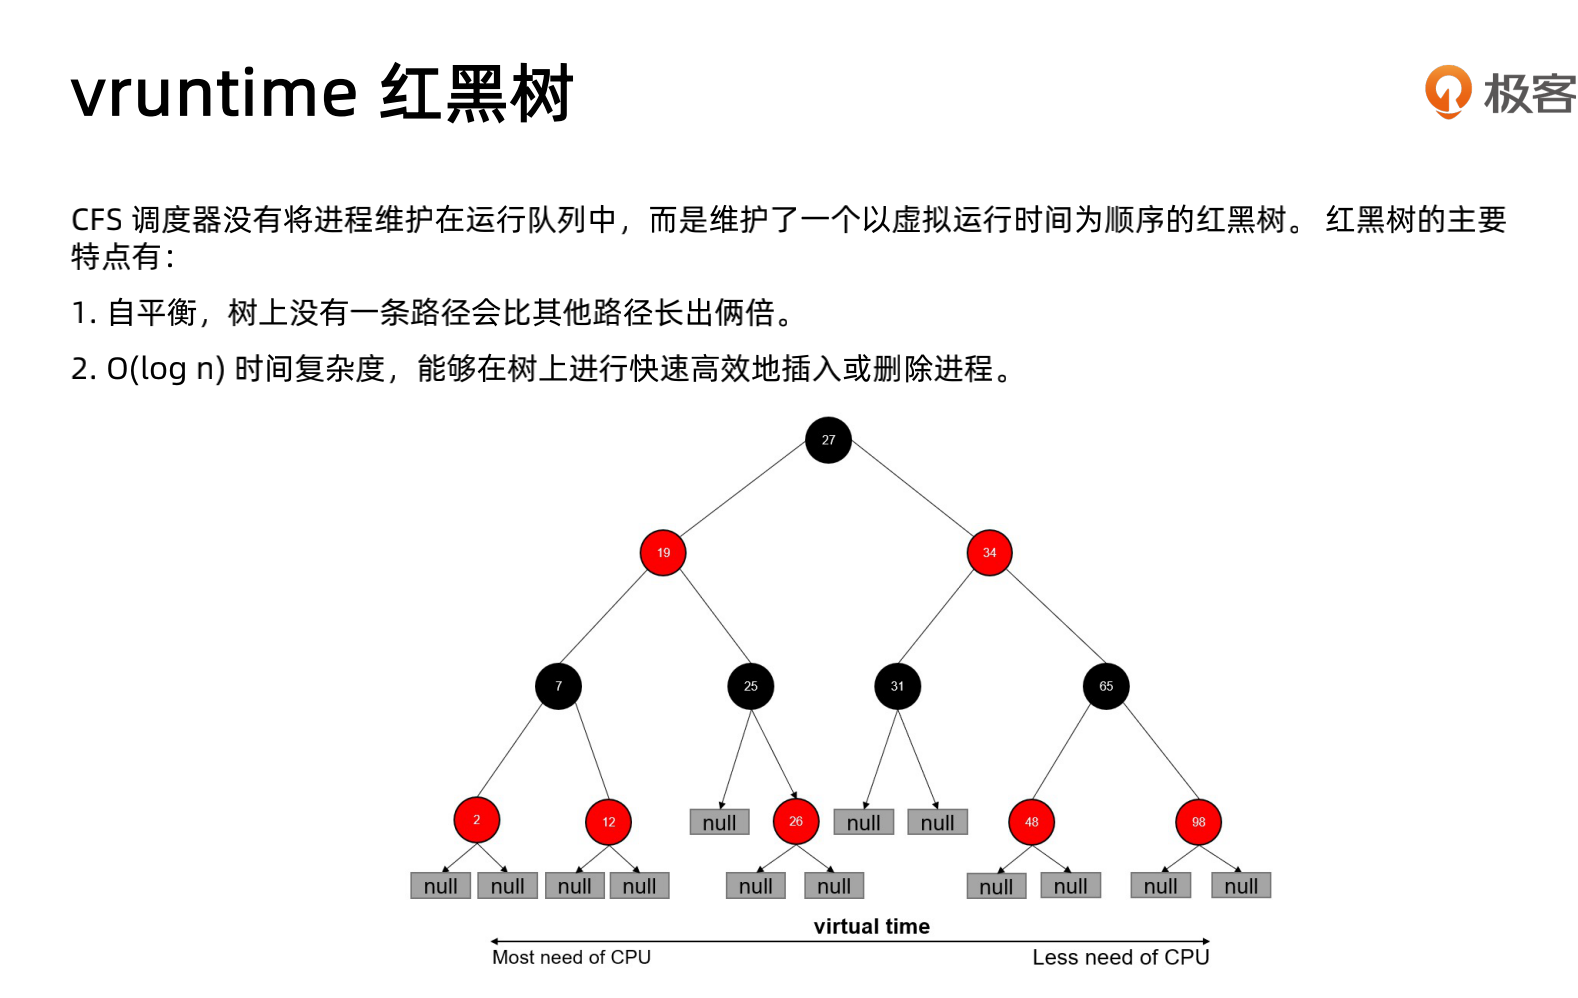 vruntime 红黑树
极客
CFS 调度器没有将进程维护在运行队列中，而是维护了一个以虚拟运行时间为顺序的红黑树。 红黑树的主要
特点有：
1. 自平衡，树上没有一条路径会比其他路径长出俩倍。
2. O(log n) 时间复杂度，能够在树上进行快速高效地插入或删除进程。
27
19 34
7 25 31 65
2 12 null 26 null null 48 98
null null null null null null null null null null
virtual time
Most need of CPU Less need of CPU